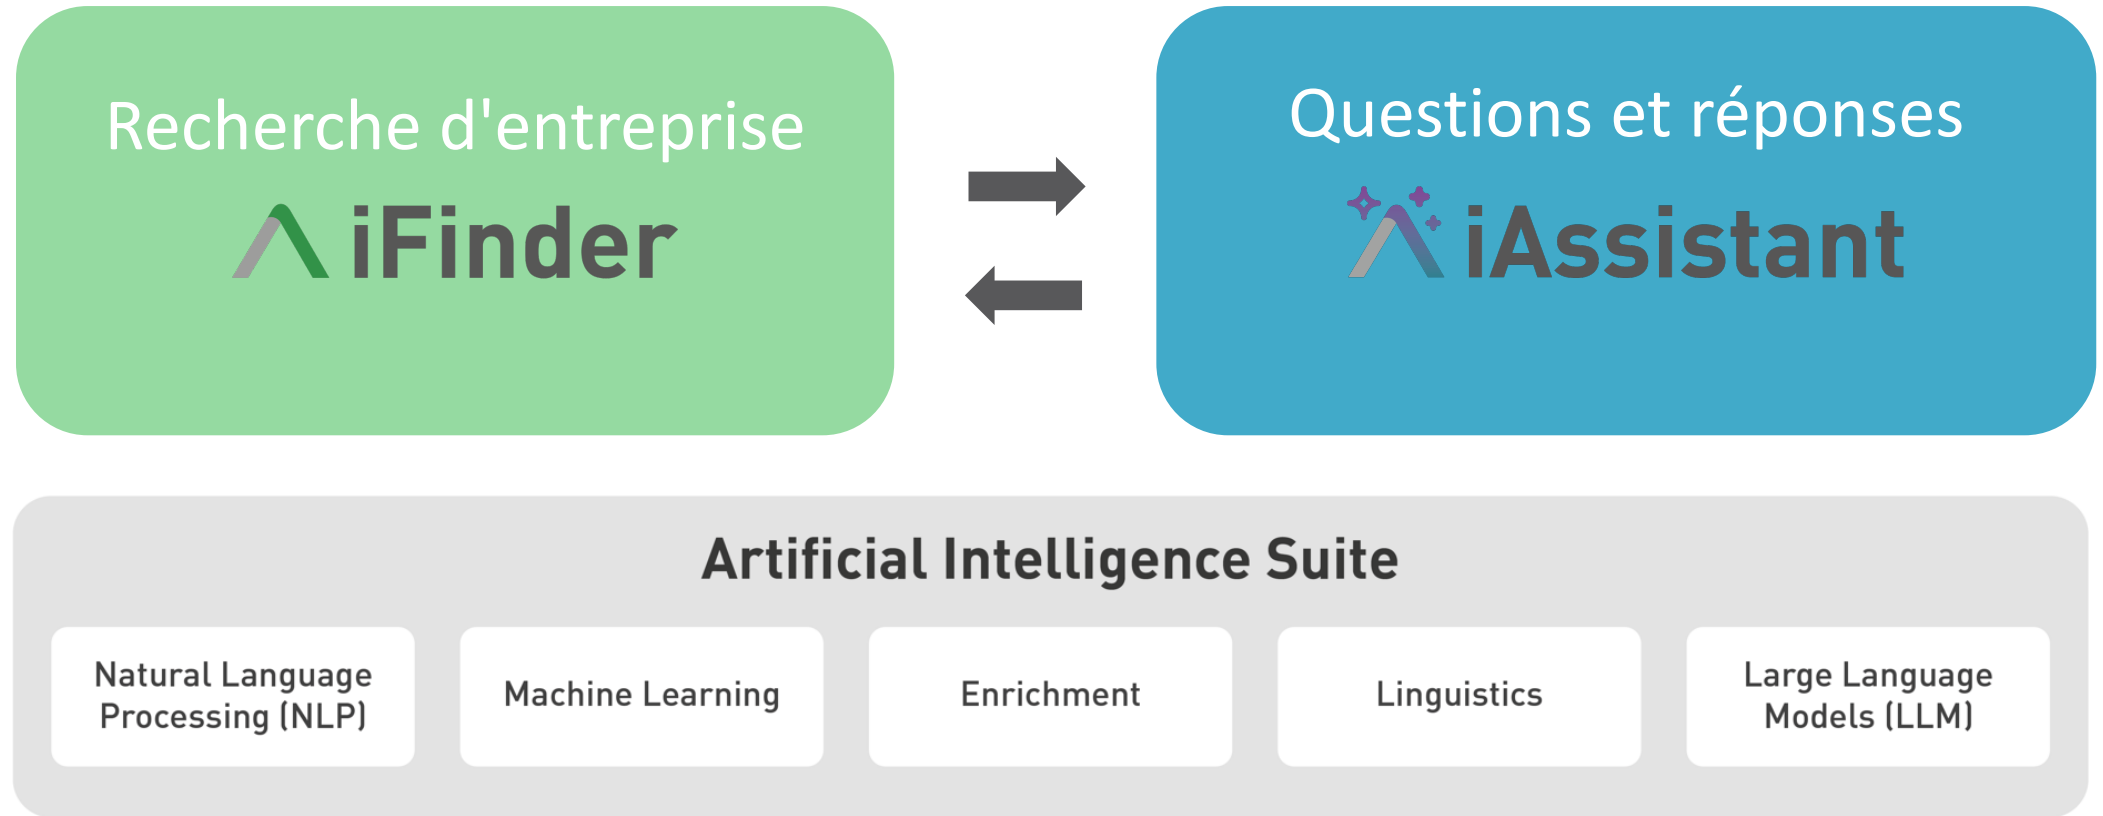 Recherche d'entreprise
iFinder
Questions et réponses
iAssistant
Artificial Intelligence Suite
Natural Language
Processing (NLP)
Machine Learning
Enrichment
Linguistics
Large Language
Models (LLM)